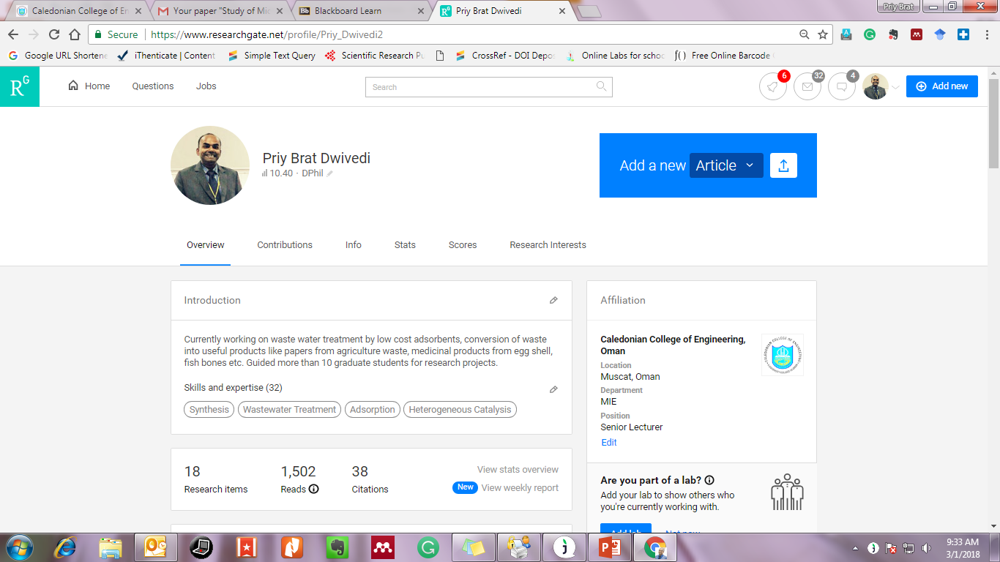 Caledonian College of En
Your paper "Study of Mic
Bb
Blackboard Learn
Priy Brat Dwivedi
Priy Brat
Secure
https://www.researchgate.net/profile/Priy_Dwivedi2
Google URL Shortene
iThenticate | Content
Simple Text Query
Scientific Research Pu
CrossRef - DOI Depos
Online Labs for schoo
f() Free Online Barcode
RG
Home
Questions
Jobs
Search
6
32
4
Add new
Priy Brat Dwivedi
10.40 · DPhil
Add a new Article
Overview
Contributions
Info
Stats
Scores
Research Interests
Introduction
Currently working on waste water treatment by low cost adsorbents, conversion of waste
into useful products like papers from agriculture waste, medicinal products from egg shell,
fish bones etc. Guided more than 10 graduate students for research projects.
Skills and expertise (32)
Synthesis
Wastewater Treatment
Adsorption
Heterogeneous Catalysis
18
1,502
38
View stats overview
Research items
Reads
Citations
New View weekly report
Affiliation
Caledonian College of Engineering,
Oman
Location
Muscat, Oman
Department
MIE
Position
Senior Lecturer
Edit
Are you part of a lab?
Add your lab to show others who
you're currently working with.
Add lab
Not now
9:33 AM
3/1/2018